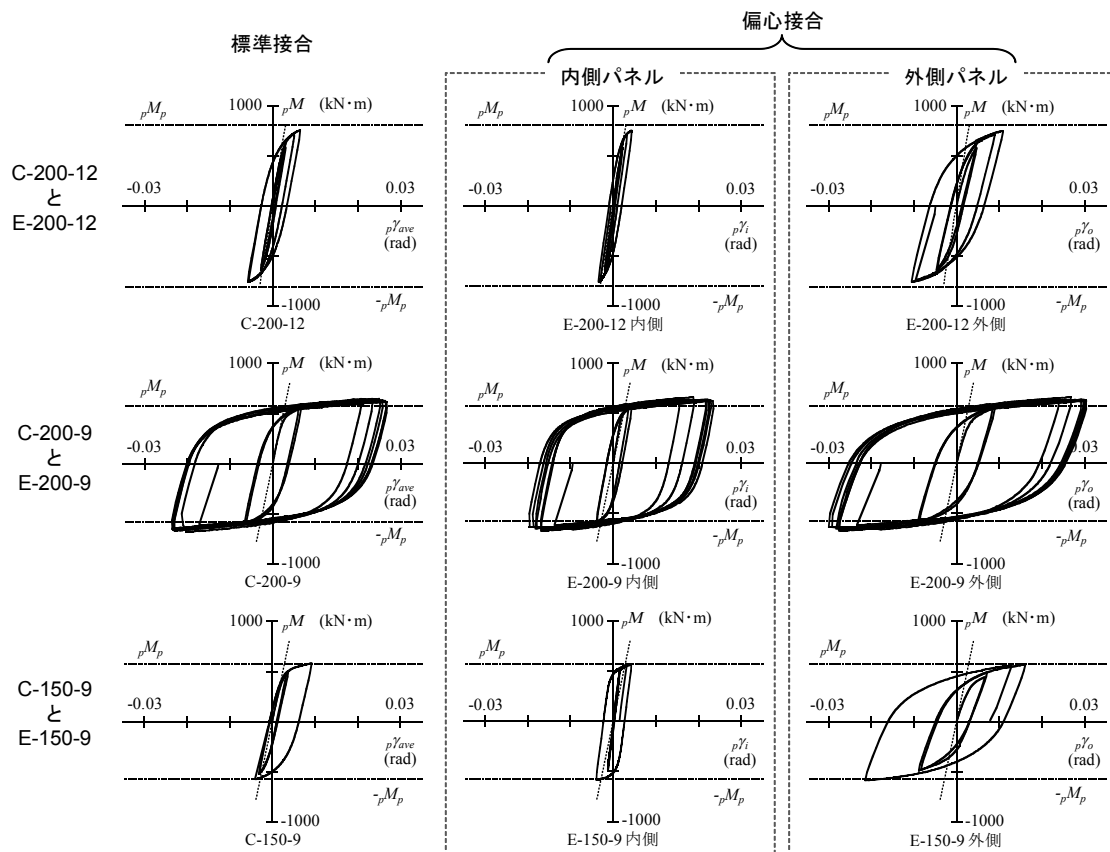 標準接合
偏心接合
内側パネル
外側パネル
C-200-12
と
E-200-12
pMp
1000
pM (kN・m)
-0.03
0.03
pγave
(rad)
-1000
-pMp
C-200-12
pMp
1000
pM (kN・m)
-0.03
0.03
pγi
(rad)
-1000
-pMp
E-200-12 内側
pMp
1000
pM (kN・m)
-0.03
0.03
pγo
(rad)
-1000
-pMp
E-200-12 外側
C-200-9
と
E-200-9
pMp
1000
pM (kN・m)
-0.03
0.03
pγave
(rad)
-pMp
-1000
C-200-9
pMp
1000
pM (kN・m)
-0.03
0.03
pγi
(rad)
-pMp
-1000
E-200-9 内側
pMp
1000
pM (kN・m)
-0.03
0.03
pγo
(rad)
-pMp
-1000
E-200-9 外側
C-150-9
と
E-150-9
pMp
1000
pM (kN・m)
-0.03
0.03
pγave
(rad)
-pMp
-1000
C-150-9
pMp
1000
pM (kN・m)
-0.03
0.03
pγi
(rad)
-pMp
-1000
E-150-9 内側
pMp
1000
pM (kN・m)
-0.03
0.03
pγo
(rad)
-pMp
-1000
E-150-9 外側